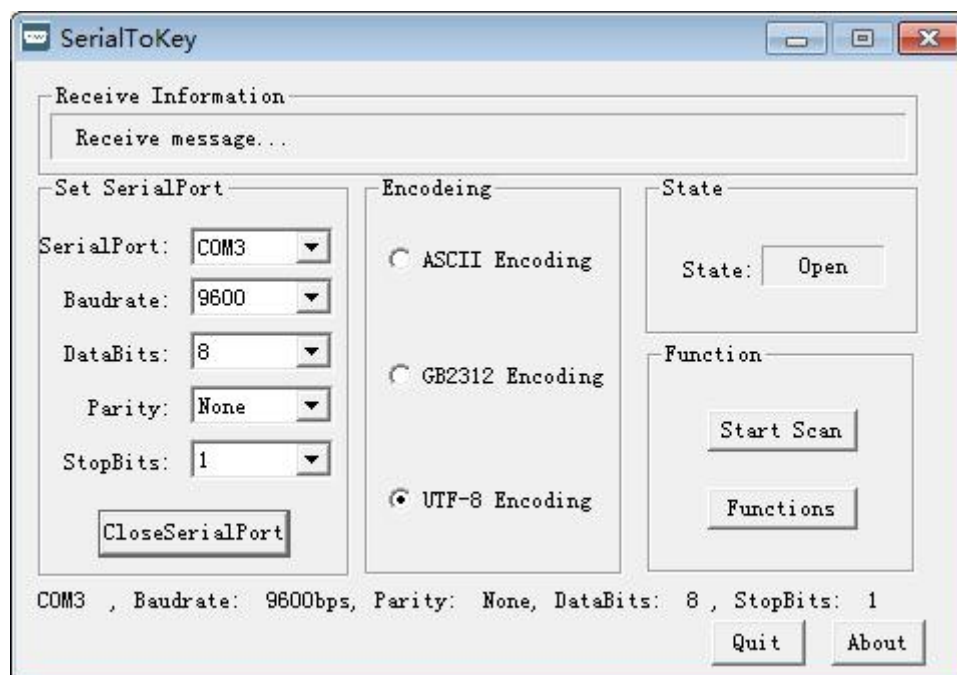 SerialToKey
Receive Information
Receive message...
Set SerialPort
SerialPort: COM3
Baudrate: 9600
DataBits: 8
Parity: None
StopBits: 1
CloseSerialPort
Encodeing
ASCII Encoding
GB2312 Encoding
UTF-8 Encoding
State
State: Open
Function
Start Scan
Functions
COM3 , Baudrate: 9600bps, Parity: None, DataBits: 8 , StopBits: 1
Quit
About